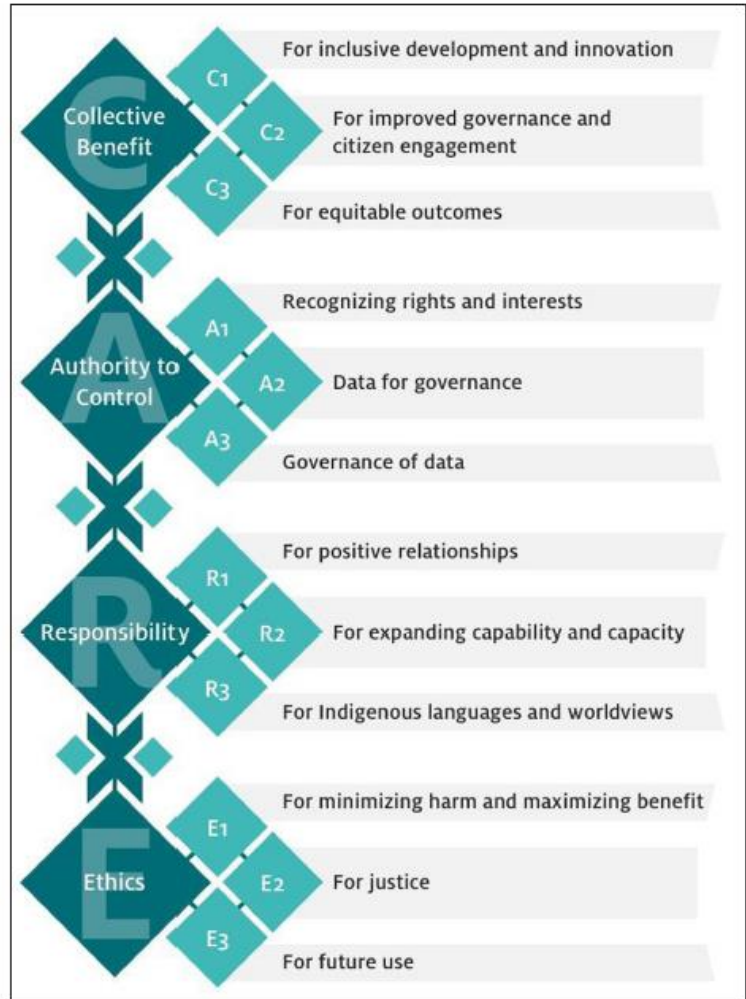 C
Collective
Benefit
C1
For inclusive development and innovation
C2
For improved governance and
citizen engagement
C3
For equitable outcomes
A
Authority to
Control
A1
Recognizing rights and interests
A2
Data for governance
A3
Governance of data
R
Responsibility
R1
For positive relationships
R2
For expanding capability and capacity
R3
For Indigenous languages and worldviews
E
Ethics
E1
For minimizing harm and maximizing benefit
E2
For justice
E3
For future use